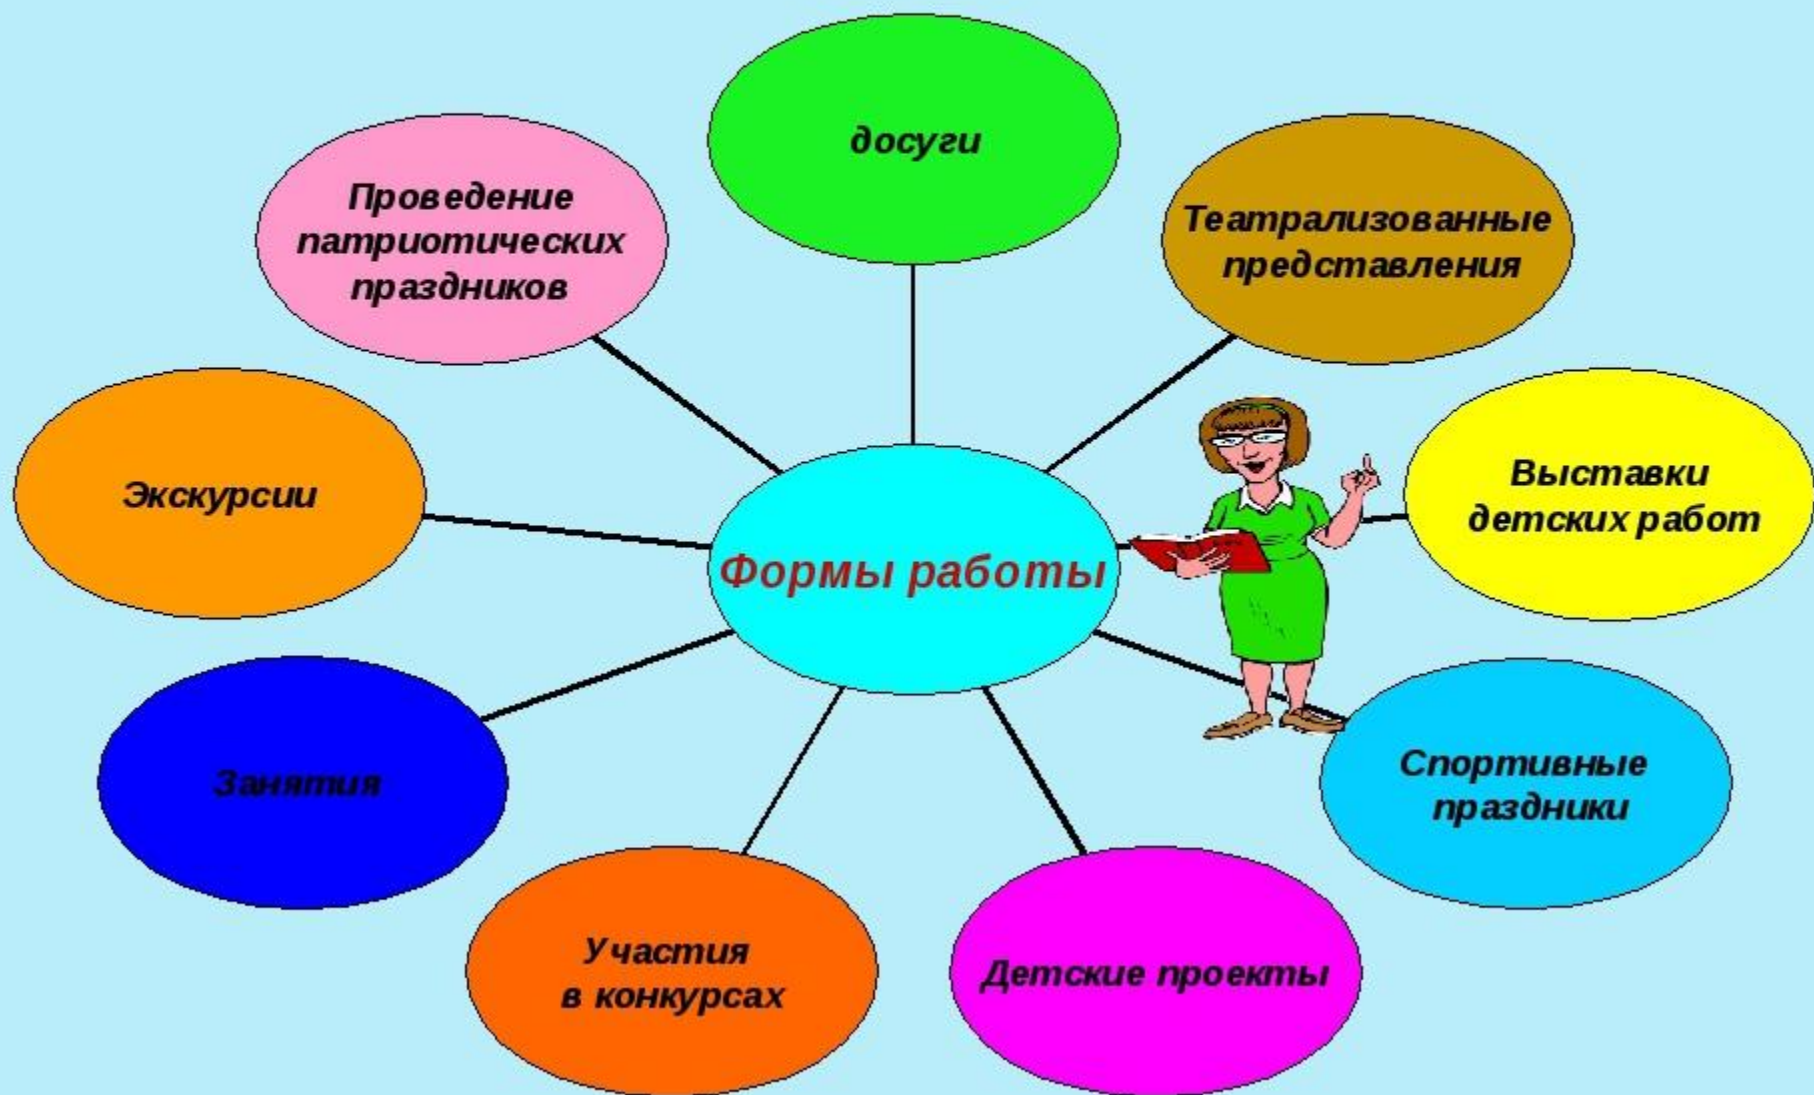 досуги
Проведение
патриотических
праздников
Театрализованные
представления
Экскурсии
Выставки
детских работ
Формы работы
Занятия
Спортивные
праздники
Участия
в конкурсах
Детские проекты